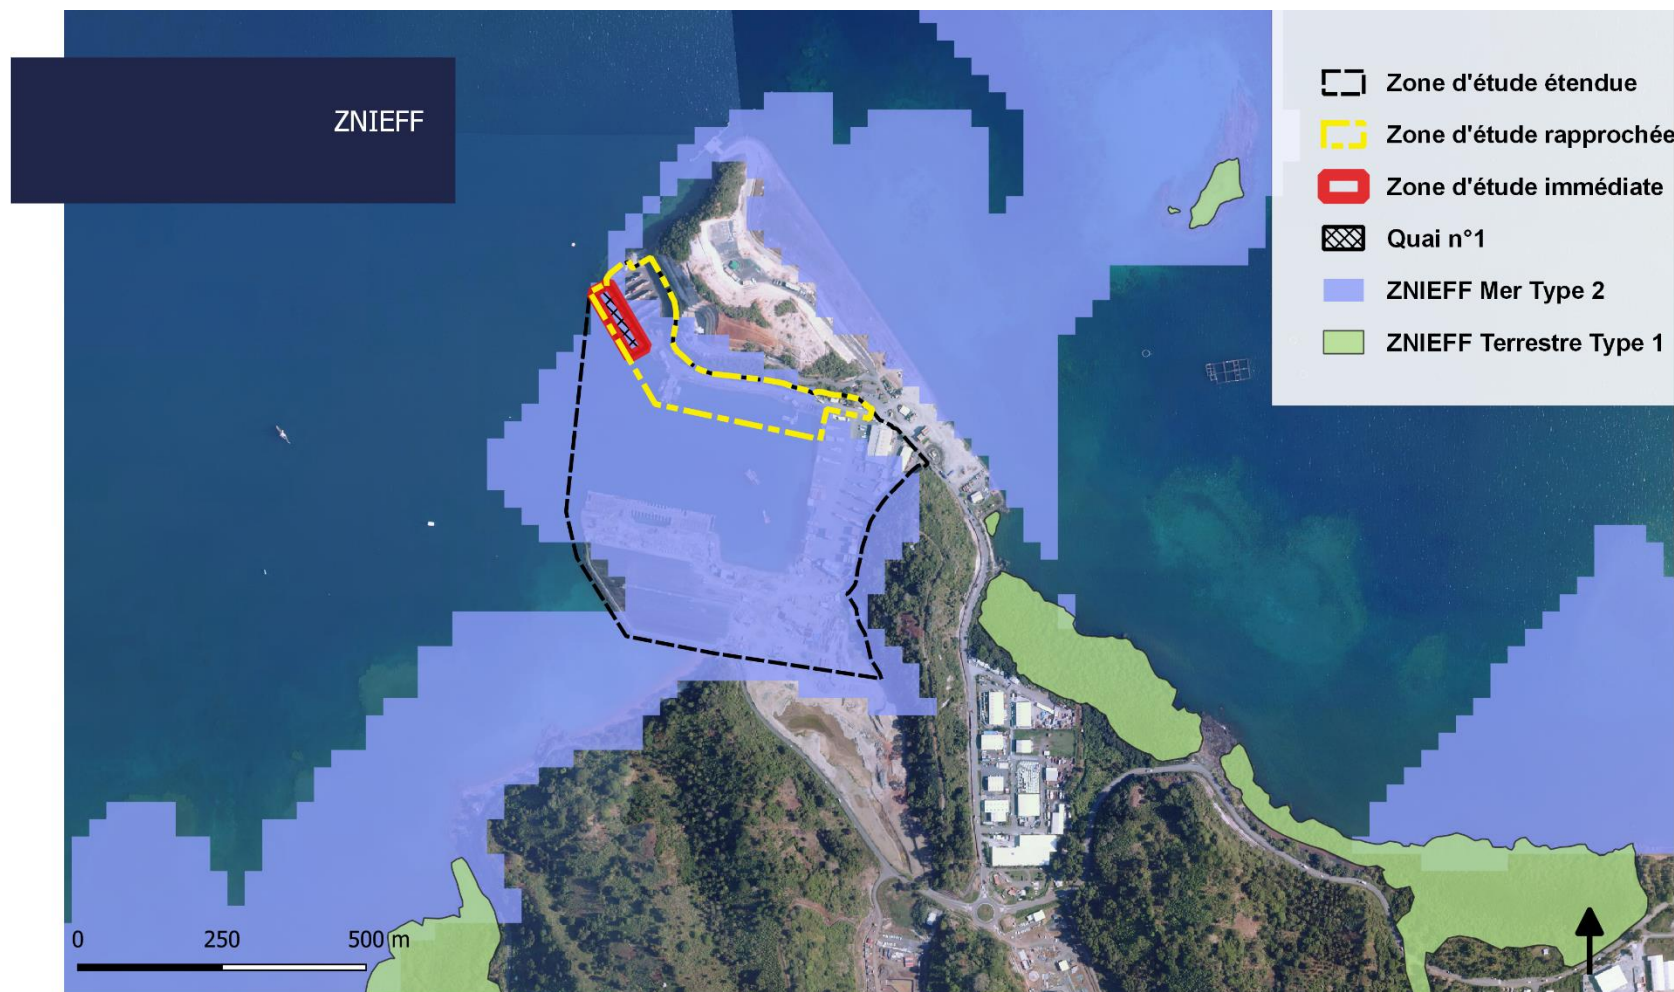 ZNIEFF
Zone d'étude étendue
Zone d'étude rapprochée
Zone d'étude immédiate
Quai n°1
ZNIEFF Mer Type 2
ZNIEFF Terrestre Type 1
0 250 500 m